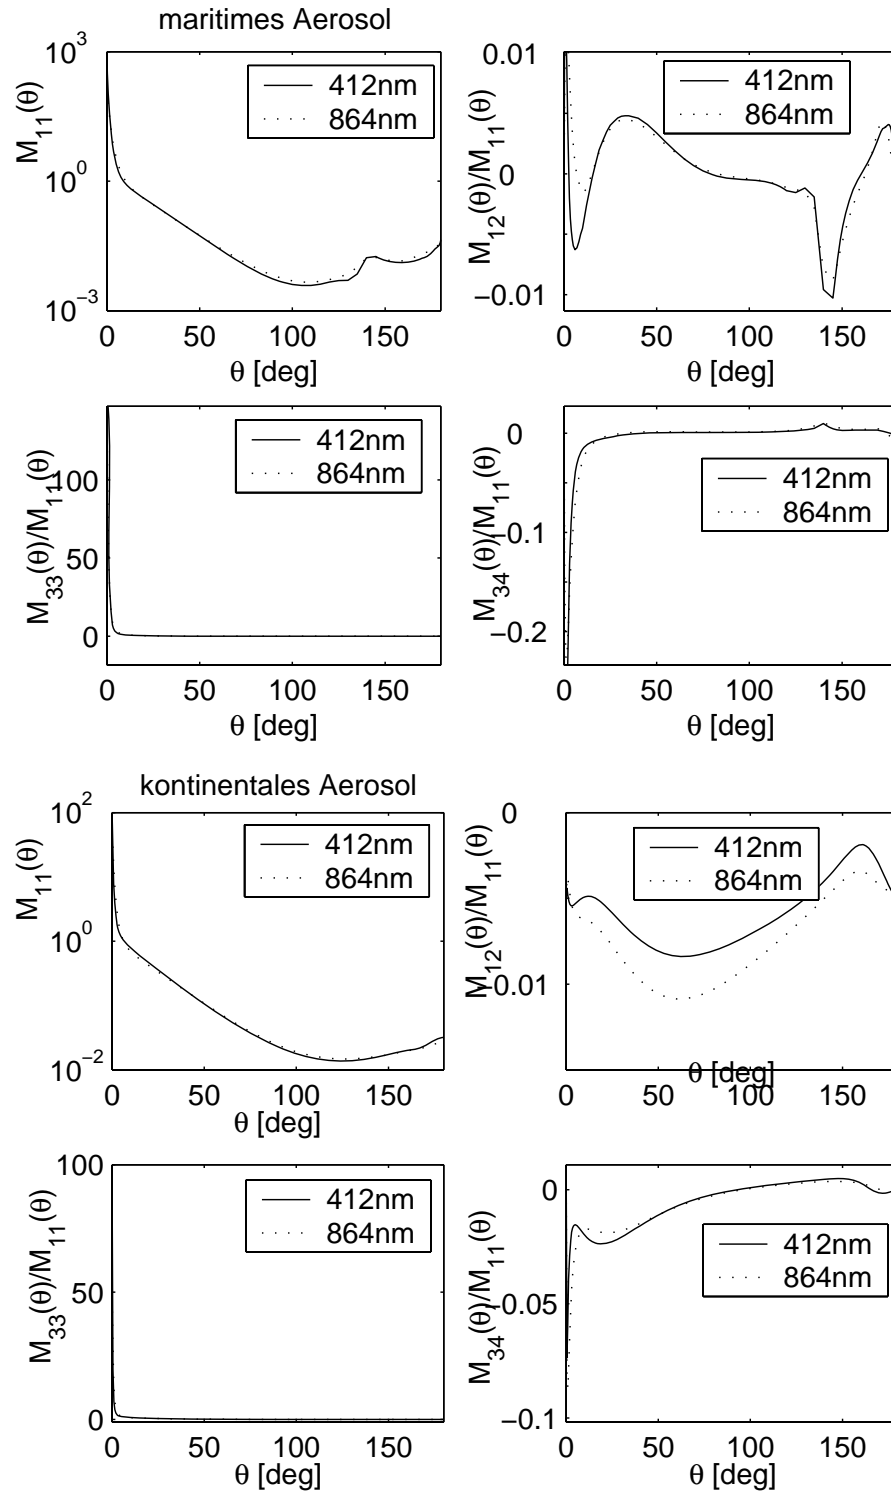 maritimes Aerosol
10^3
10^0
10^−3
M_11(θ)
412nm
864nm
0 50 100 150
θ [deg]
0.01
0
−0.01
M_12(θ)/M_11(θ)
412nm
864nm
0 50 100 150
θ [deg]
100
50
0
M_33(θ)/M_11(θ)
412nm
864nm
0 50 100 150
θ [deg]
0
−0.1
−0.2
M_34(θ)/M_11(θ)
412nm
864nm
0 50 100 150
θ [deg]
kontinentales Aerosol
10^2
10^0
10^−2
M_11(θ)
412nm
864nm
0 50 100 150
θ [deg]
0
−0.01
M_12(θ)/M_11(θ)
412nm
864nm
0 50 100 150
θ [deg]
100
50
0
M_33(θ)/M_11(θ)
412nm
864nm
0 50 100 150
θ [deg]
0
−0.05
−0.1
M_34(θ)/M_11(θ)
412nm
864nm
0 50 100 150
θ [deg]